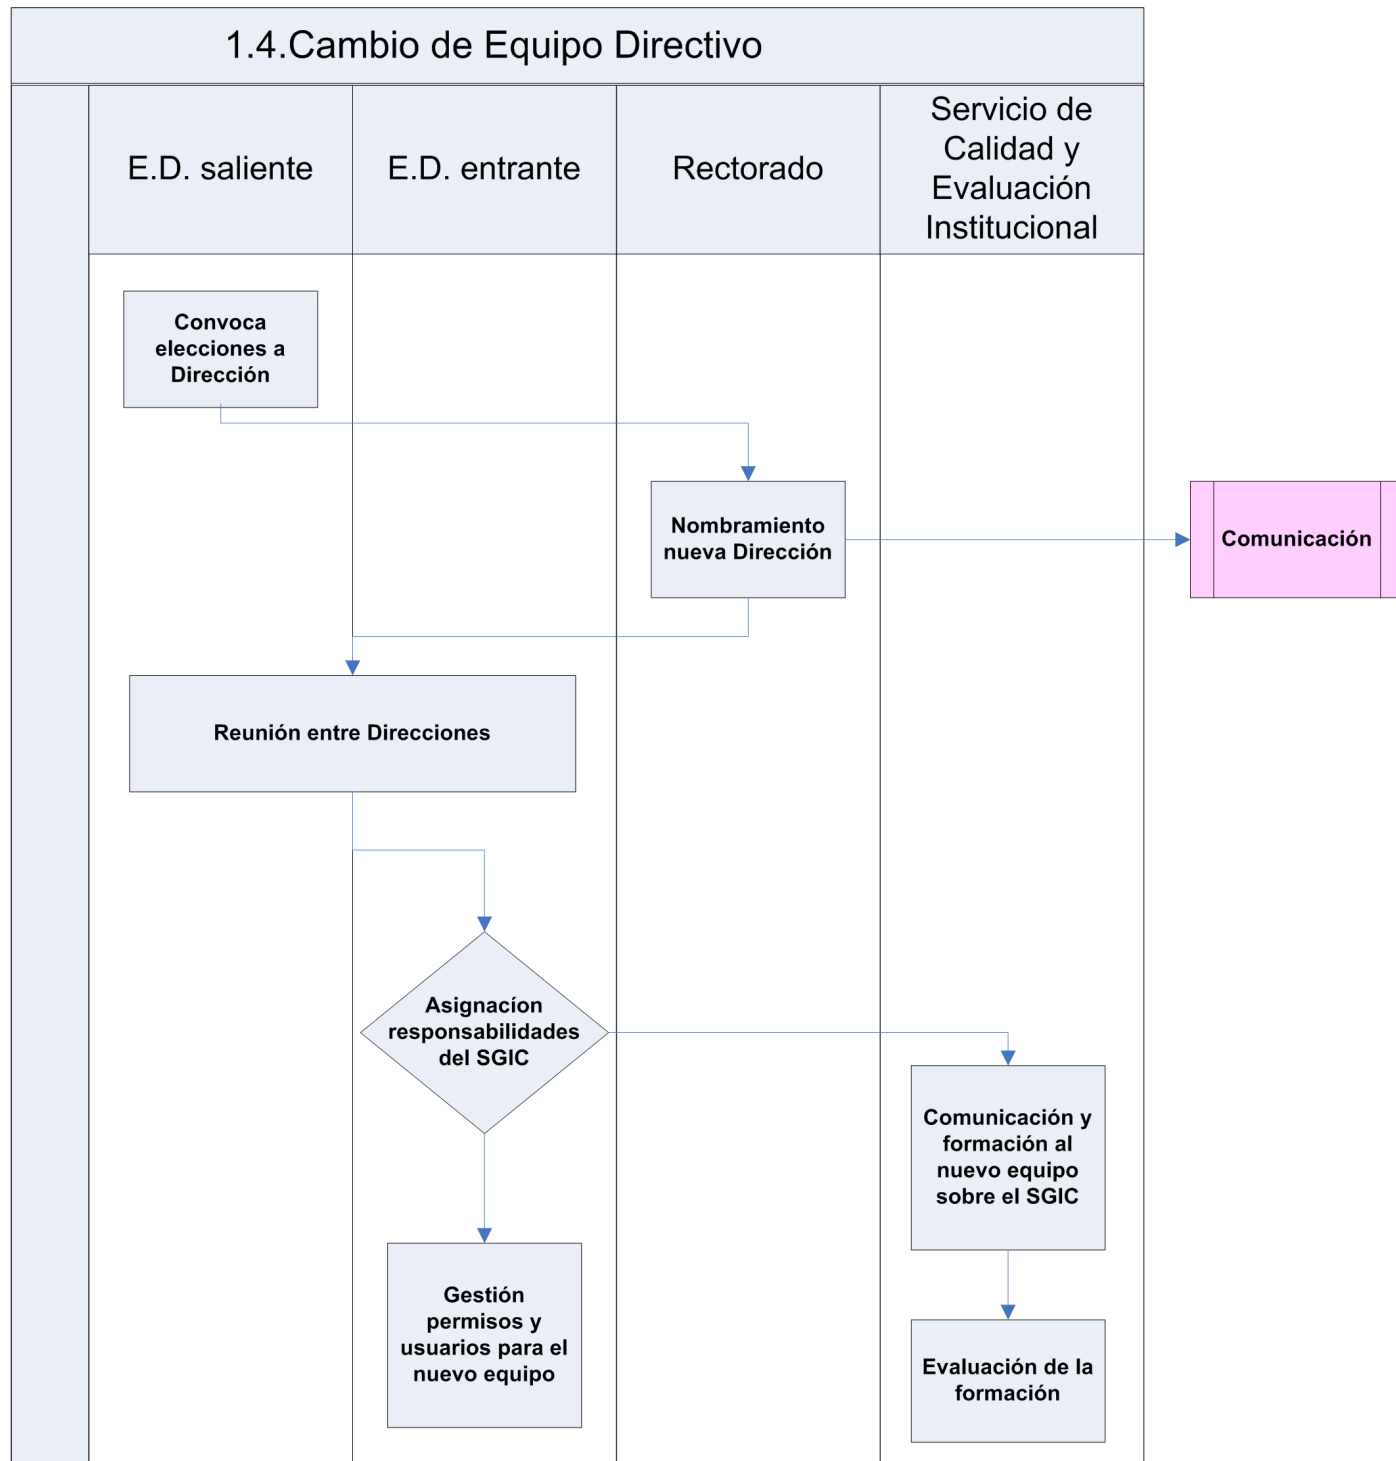 1.4.Cambio de Equipo Directivo
E.D. saliente
E.D. entrante
Rectorado
Servicio de
Calidad y
Evaluación
Institucional
Convoca
elecciones a
Dirección
Nombramiento
nueva Dirección
Comunicación
Reunión entre Direcciones
Asignacíon
responsabilidades
del SGIC
Comunicación y
formación al
nuevo equipo
sobre el SGIC
Gestión
permisos y
usuarios para el
nuevo equipo
Evaluación de la
formación